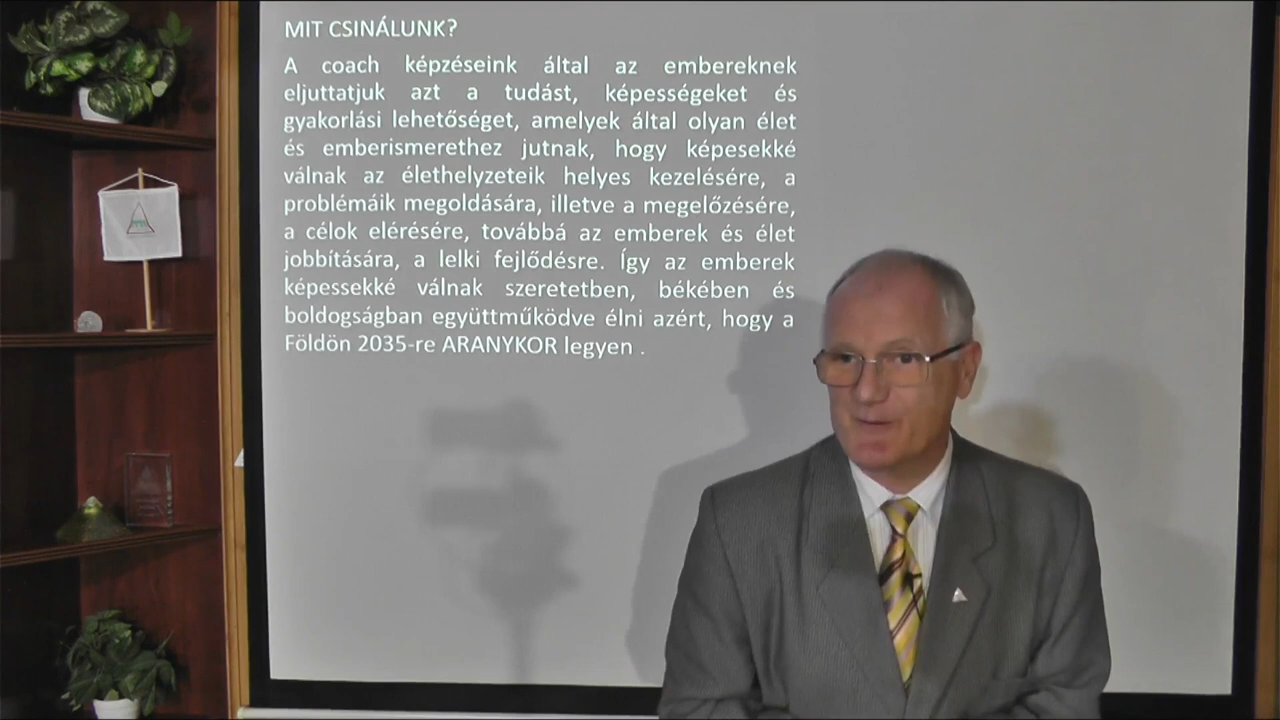 MIT CSINÁLUNK?
A coach képzéseink által az embereknek
eljuttatjuk azt a tudást, képességeket és
gyakorlási lehetőséget, amelyek által olyan élet
és emberismerethez jutnak, hogy képesekké
válnak az élethelyzeteik helyes kezelésére, a
problémáik megoldására, illetve a megelőzésére,
a célok elérésére, továbbá az emberek és élet
jobbítására, a lelki fejlődésre. Így az emberek
képessekké válnak szeretetben, békében és
boldogságban együttműködve élni azért, hogy a
Földön 2035-re ARANYKOR legyen .